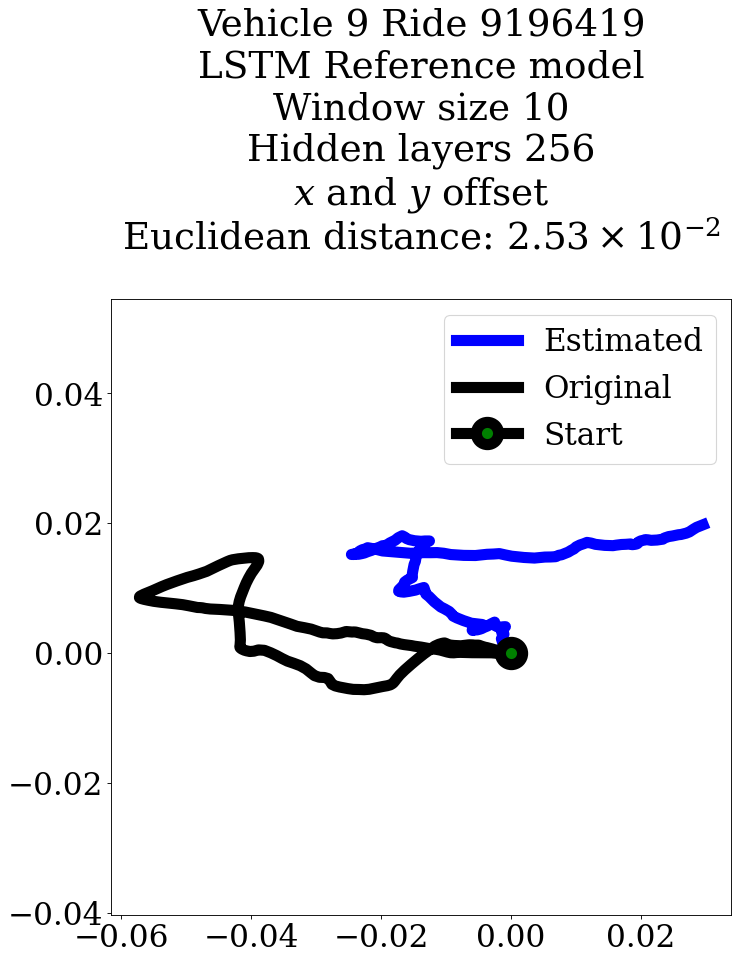 Vehicle 9 Ride 9196419
LSTM Reference model
Window size 10
Hidden layers 256
x and y offset
Euclidean distance: 2.53 × 10⁻²
Estimated
Original
Start
0.04
0.02
0.00
−0.02
−0.04
−0.06
−0.04
−0.02
0.00
0.02